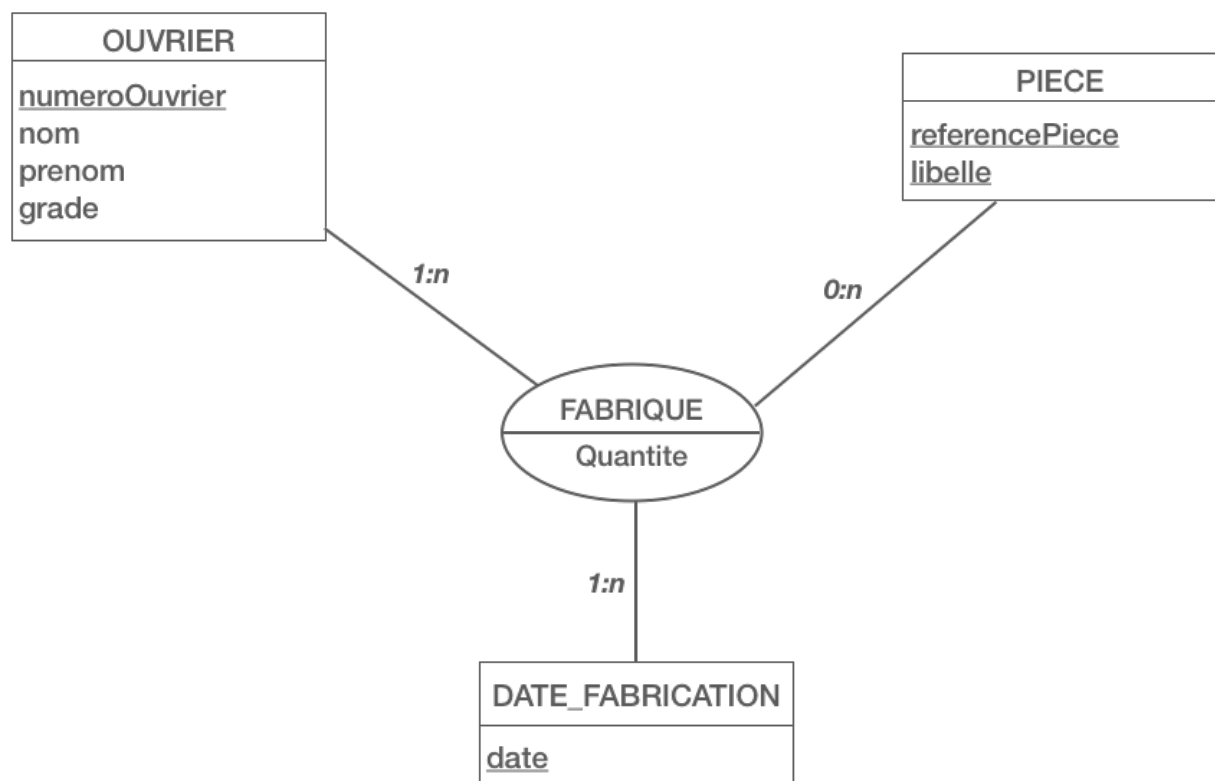 OUVRIER
numeroOuvrier
nom
prenom
grade
PIECE
referencePiece
libelle
1:n
0:n
FABRIQUE
Quantite
1:n
DATE_FABRICATION
date